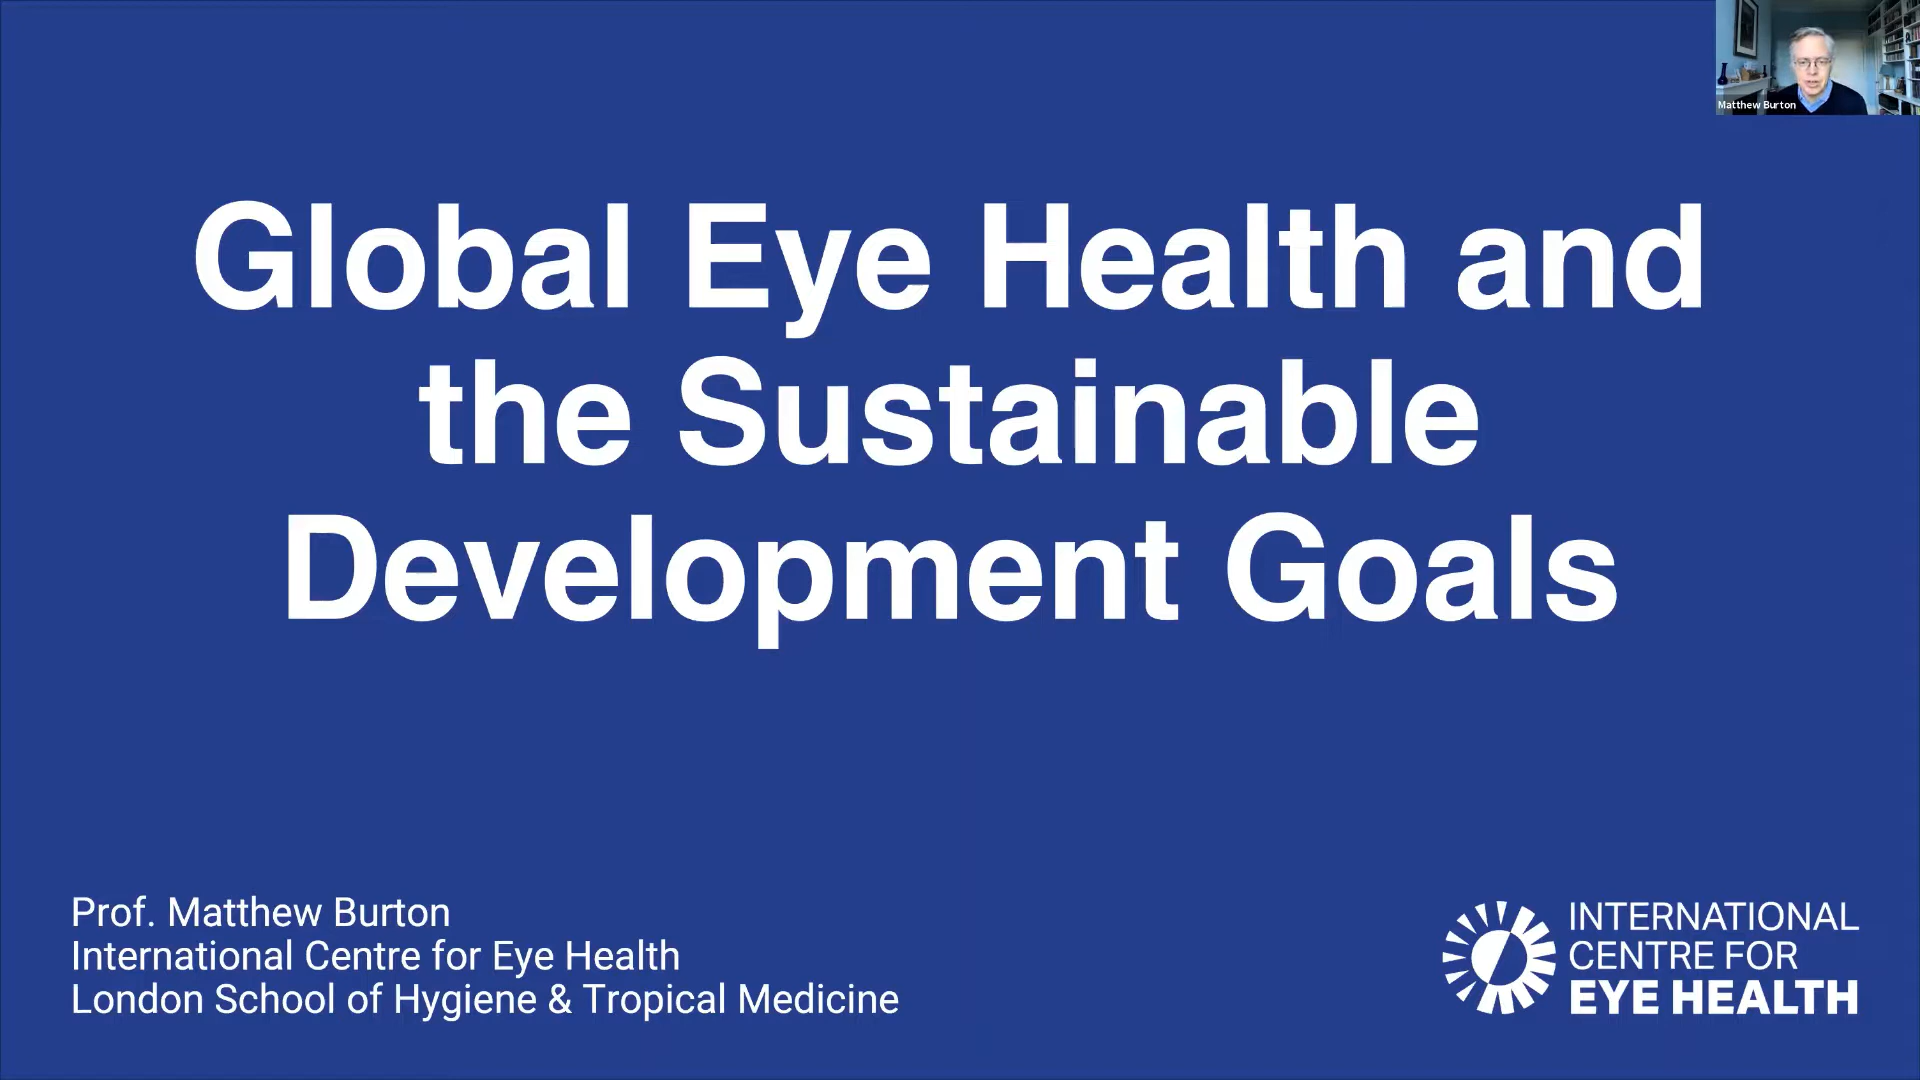 Matthew Burton
Global Eye Health and
the Sustainable
Development Goals
Prof. Matthew Burton
International Centre for Eye Health
London School of Hygiene & Tropical Medicine
INTERNATIONAL
CENTRE FOR
EYE HEALTH